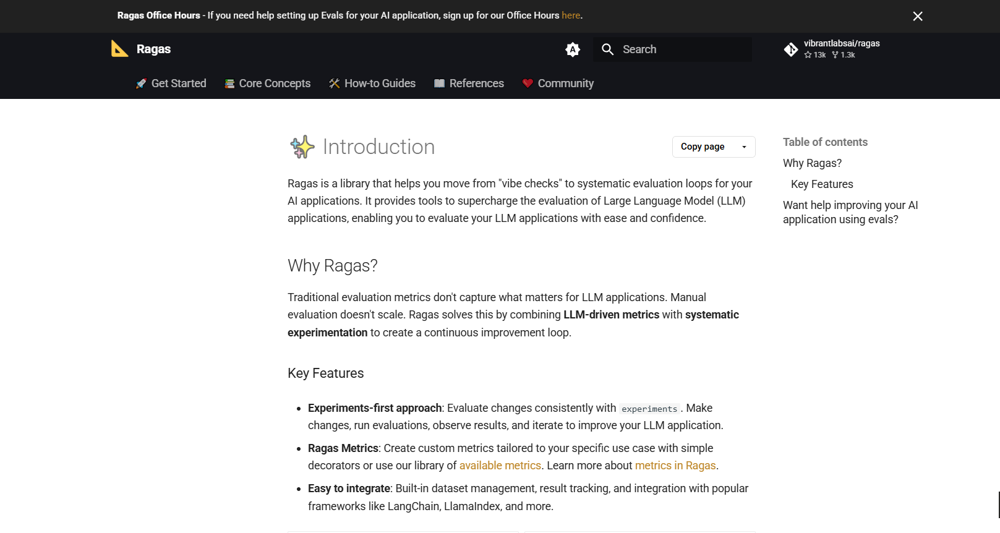 Ragas Office Hours - If you need help setting up Evals for your AI application, sign up for our Office Hours here.
Ragas
A
Search
vibrantlabsai/ragas
13k 1.3k
Get Started Core Concepts How-to Guides References Community
Introduction
Copy page
Ragas is a library that helps you move from "vibe checks" to systematic evaluation loops for your
AI applications. It provides tools to supercharge the evaluation of Large Language Model (LLM)
applications, enabling you to evaluate your LLM applications with ease and confidence.
Why Ragas?
Traditional evaluation metrics don't capture what matters for LLM applications. Manual
evaluation doesn't scale. Ragas solves this by combining LLM-driven metrics with systematic
experimentation to create a continuous improvement loop.
Key Features
• Experiments-first approach: Evaluate changes consistently with experiments. Make
changes, run evaluations, observe results, and iterate to improve your LLM application.
• Ragas Metrics: Create custom metrics tailored to your specific use case with simple
decorators or use our library of available metrics. Learn more about metrics in Ragas.
• Easy to integrate: Built-in dataset management, result tracking, and integration with popular
frameworks like LangChain, LlamaIndex, and more.
Table of contents
Why Ragas?
Key Features
Want help improving your AI
application using evals?